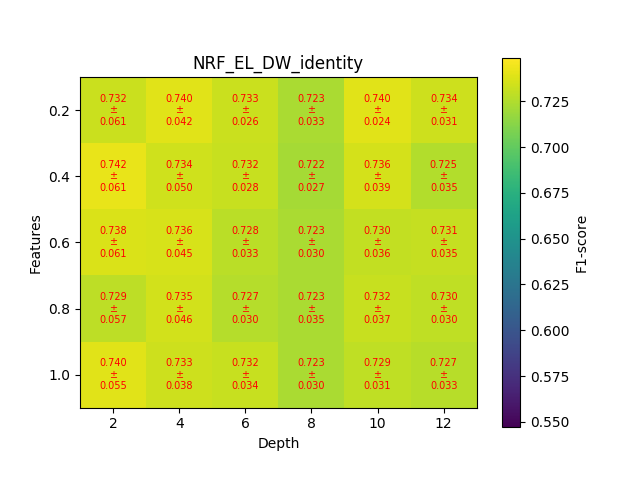 NRF_EL_DW_identity
0.732 0.740 0.733 0.723 0.740 0.734
± ± ± ± ± ±
0.061 0.042 0.026 0.033 0.024 0.031
0.742 0.734 0.732 0.722 0.736 0.725
± ± ± ± ± ±
0.061 0.050 0.028 0.027 0.039 0.035
0.738 0.736 0.728 0.723 0.730 0.731
± ± ± ± ± ±
0.061 0.045 0.033 0.030 0.036 0.035
0.729 0.735 0.727 0.723 0.732 0.730
± ± ± ± ± ±
0.057 0.046 0.030 0.035 0.037 0.030
0.740 0.733 0.732 0.723 0.729 0.727
± ± ± ± ± ±
0.055 0.038 0.034 0.030 0.031 0.033
0.2
0.4
0.6
0.8
1.0
Features
2 4 6 8 10 12
Depth
0.725
0.700
0.675
0.650
0.625
0.600
0.575
0.550
F1-score